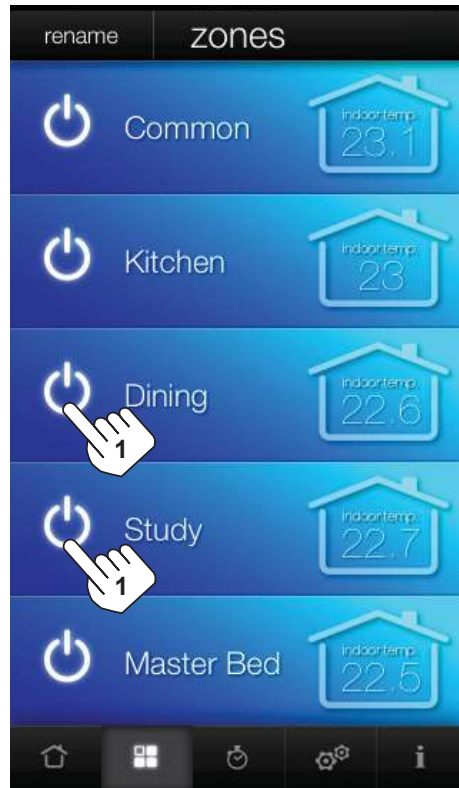 rename
zones
Common
indoor temp.
23.1
Kitchen
indoor temp.
23
Dining
indoor temp.
22.6
1
Study
indoor temp.
22.7
1
Master Bed
indoor temp.
22.5
i